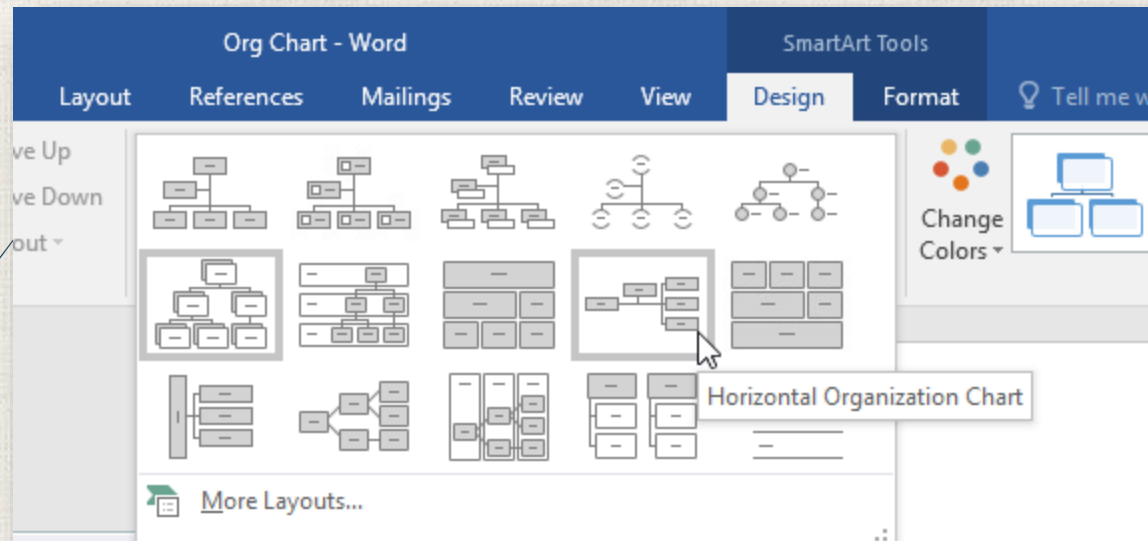 Org Chart - Word
SmartArt Tools
Layout References Mailings Review View Design Format Tell me w
ve Up
ve Down
out
Change
Colors
Horizontal Organization Chart
More Layouts...